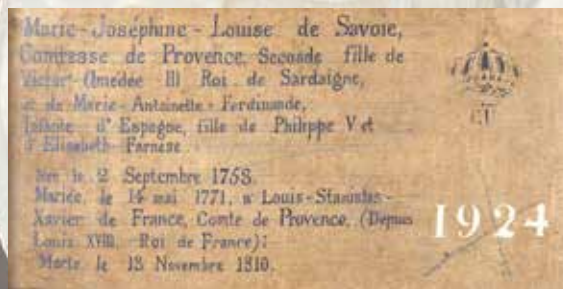 Marie-Joséphine-Louise de Savoie,
Comtesse de Provence, Seconde fille de
Victor-Amedée III Roi de Sardaigne,
et de Marie-Antoinette-Ferdinande,
Infante d'Espagne, fille de Philippe V et
d'Elisabeth Farnèse.
Née le 2 Septembre 1753.
Mariée, le 14 mai 1771, a Louis-Stanislas-
Xavier de France, Comte de Provence, (Depuis
Louis XVIII, Roi de France);
Morte le 13 Novembre 1810.
1924